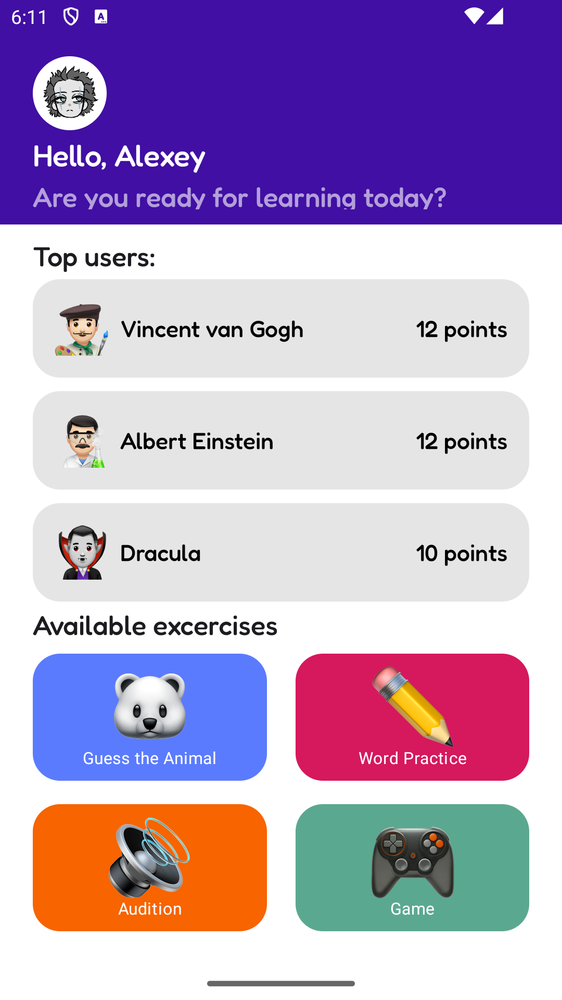 6:11
Hello, Alexey
Are you ready for learning today?
Top users:
Vincent van Gogh 12 points
Albert Einstein 12 points
Dracula 10 points
Available excercises
Guess the Animal Word Practice
Audition Game